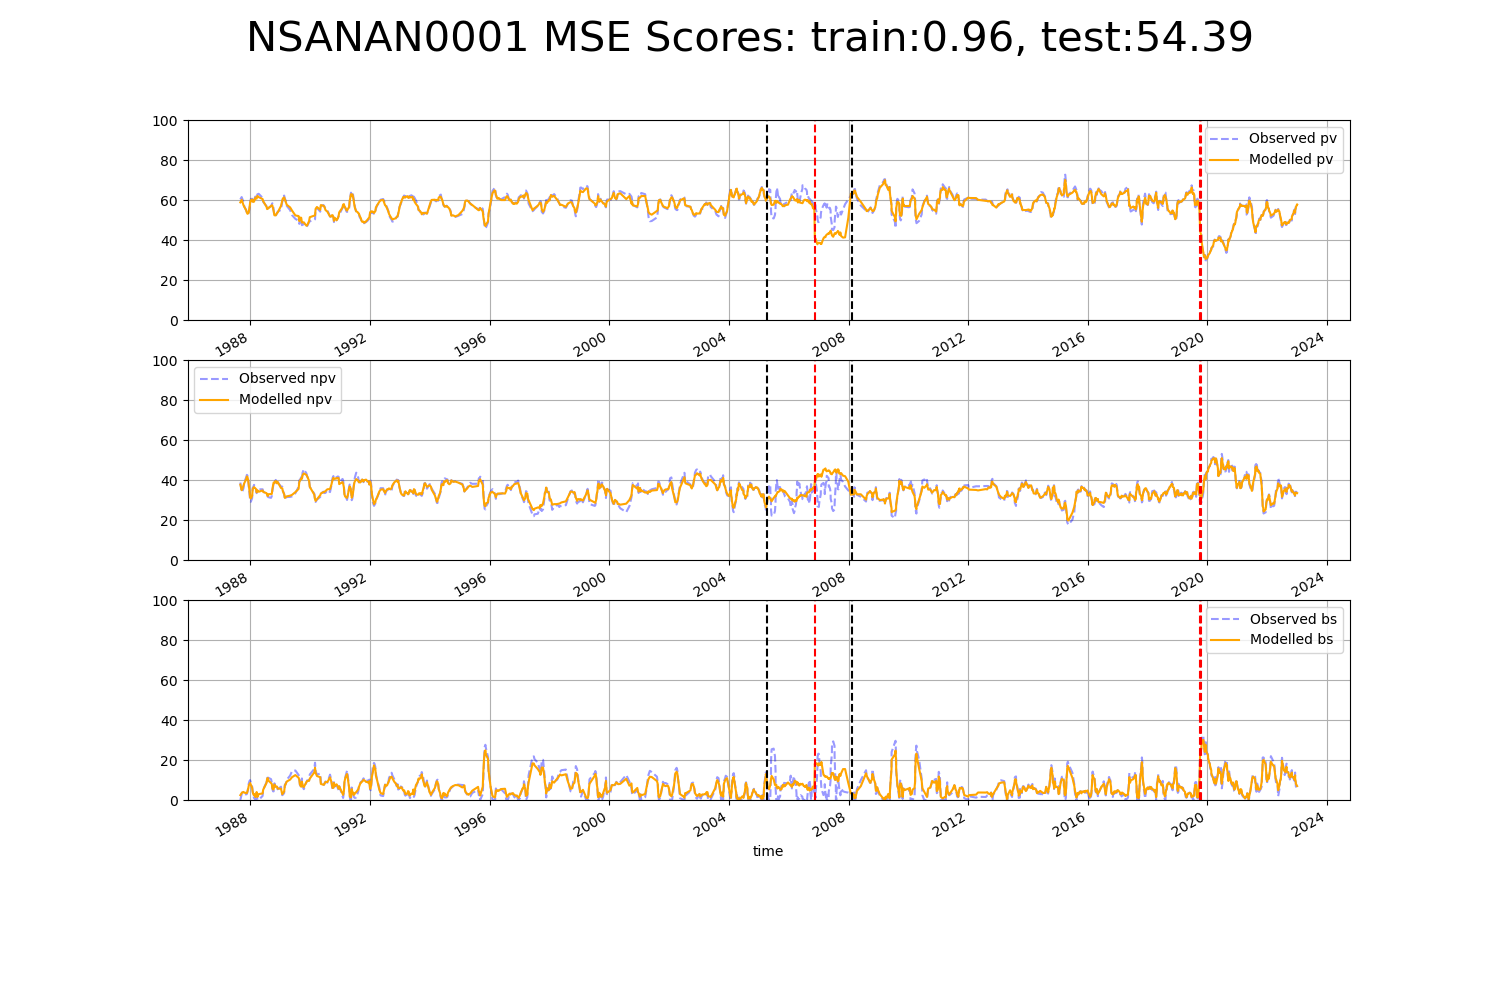 NSANAN0001 MSE Scores: train:0.96, test:54.39
100
80
60
40
20
0
Observed pv
Modelled pv
1988 1992 1996 2000 2004 2008 2012 2016 2020 2024
100
80
60
40
20
0
Observed npv
Modelled npv
1988 1992 1996 2000 2004 2008 2012 2016 2020 2024
100
80
60
40
20
0
Observed bs
Modelled bs
1988 1992 1996 2000 2004 2008 2012 2016 2020 2024
time